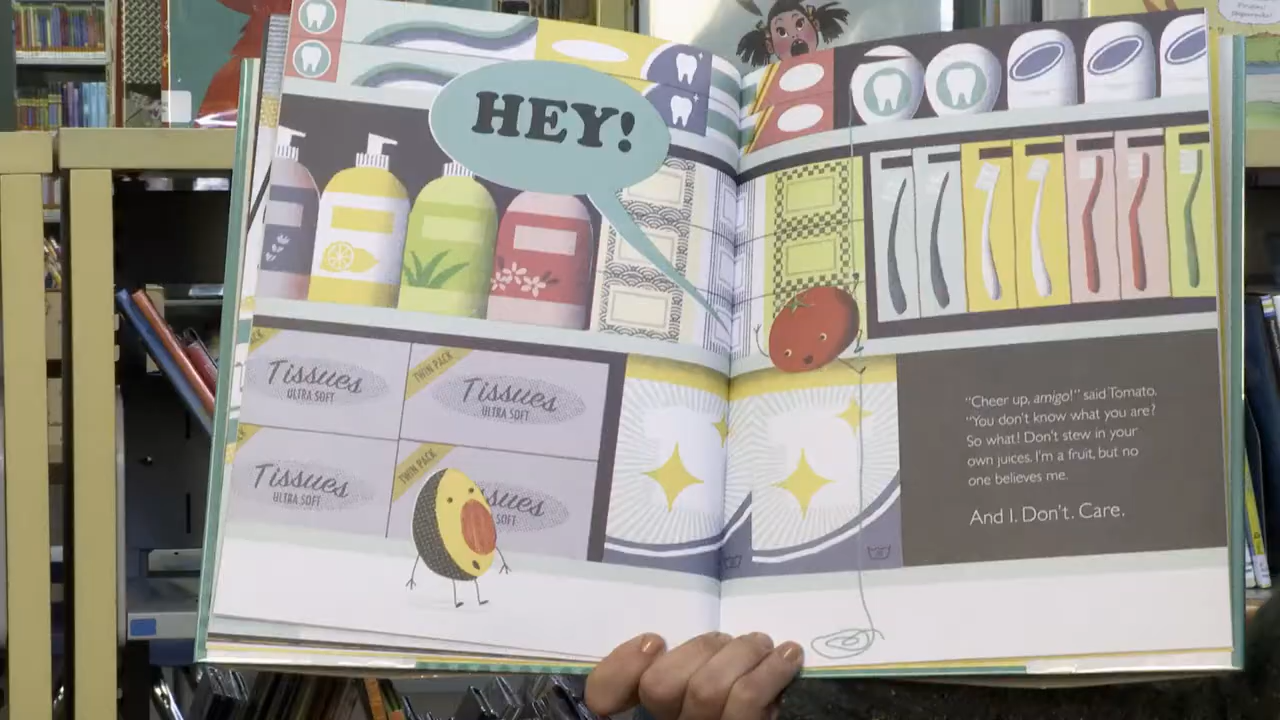 HEY!
TWIN PACK
Tissues
ULTRA SOFT
Tissues
ULTRA SOFT
TWIN PACK
Tissues
ULTRA SOFT
ssues
SOFT
"Cheer up, amigo!" said Tomato.
"You don't know what you are?
So what! Don't stew in your
own juices. I'm a fruit, but no
one believes me.
And I. Don't. Care.